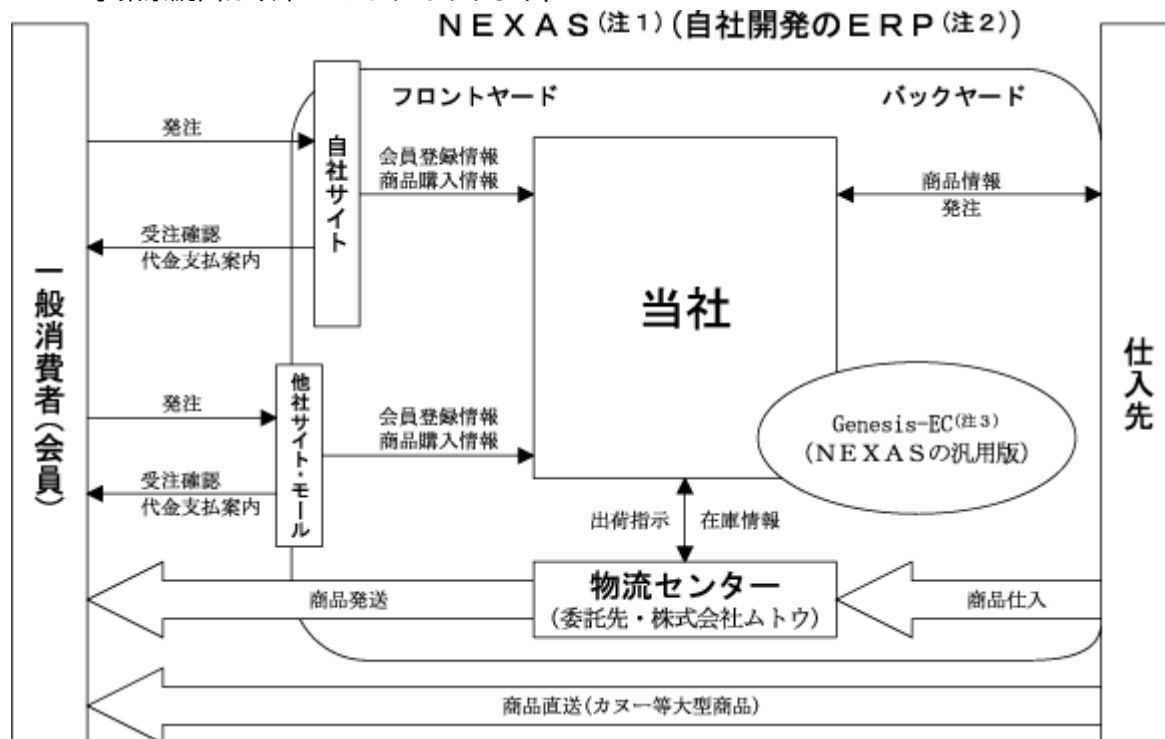 NEXAS(注1)(自社開発のERP(注2))
フロントヤード
バックヤード
発注
自社サイト
会員登録情報
商品購入情報
商品情報
発注
受注確認
代金支払案内
当社
一般消費者(会員)
仕入先
発注
他社サイト・モール
会員登録情報
商品購入情報
Genesis-EC(注3)
(NEXASの汎用版)
受注確認
代金支払案内
出荷指示
在庫情報
物流センター
(委託先・株式会社ムトウ)
商品発送
商品仕入
商品直送(カヌー等大型商品)